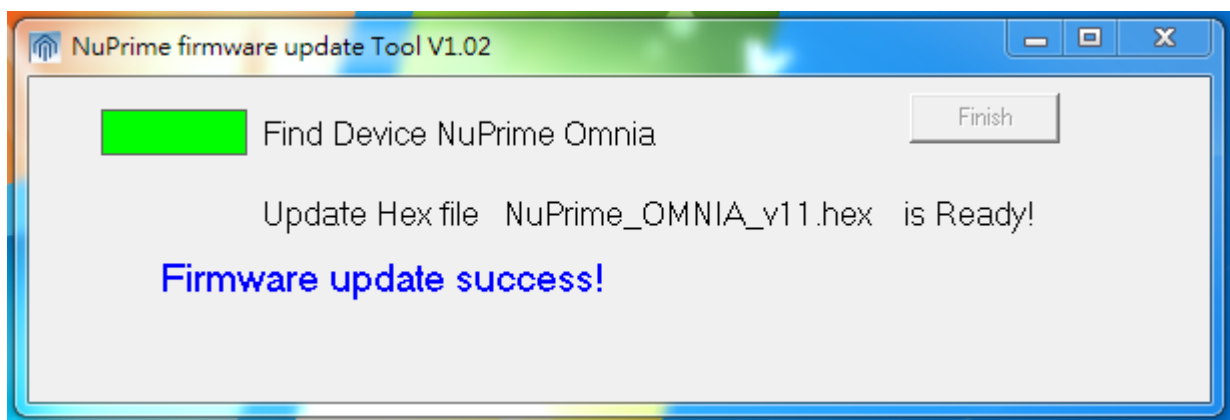 NuPrime firmware update Tool V1.02
Find Device NuPrime Omnia
Finish
Update Hex file NuPrime_OMNIA_v11.hex is Ready!
Firmware update success!